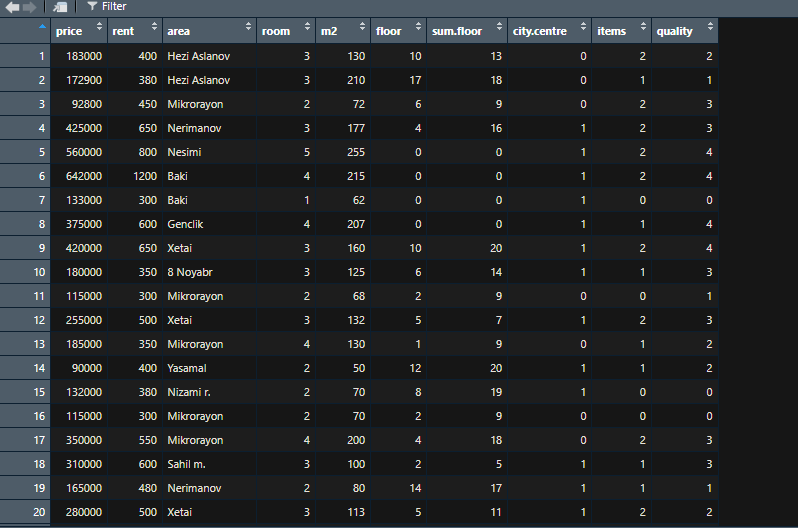 Filter
price rent area room m2 floor sum.floor city.centre items quality
1 183000 400 Hezi Aslanov 3 130 10 13 0 2 2
2 172900 380 Hezi Aslanov 3 210 17 18 0 1 1
3 92800 450 Mikrorayon 2 72 6 9 0 2 3
4 425000 650 Nerimanov 3 177 4 16 1 2 3
5 560000 800 Nesimi 5 255 0 0 1 2 4
6 642000 1200 Baki 4 215 0 0 1 2 4
7 133000 300 Baki 1 62 0 0 1 0 0
8 375000 600 Genclik 4 207 0 0 1 1 4
9 420000 650 Xetai 3 160 10 20 1 2 4
10 180000 350 8 Noyabr 3 125 6 14 1 1 3
11 115000 300 Mikrorayon 2 68 2 9 0 0 1
12 255000 500 Xetai 3 132 5 7 1 2 3
13 185000 350 Mikrorayon 4 130 1 9 0 1 2
14 90000 400 Yasamal 2 50 12 20 1 1 2
15 132000 380 Nizami r. 2 70 8 19 1 0 0
16 115000 300 Mikrorayon 2 70 2 9 0 0 0
17 350000 550 Mikrorayon 4 200 4 18 0 2 3
18 310000 600 Sahil m. 3 100 2 5 1 1 3
19 165000 480 Nerimanov 2 80 14 17 1 1 1
20 280000 500 Xetai 3 113 5 11 1 2 2